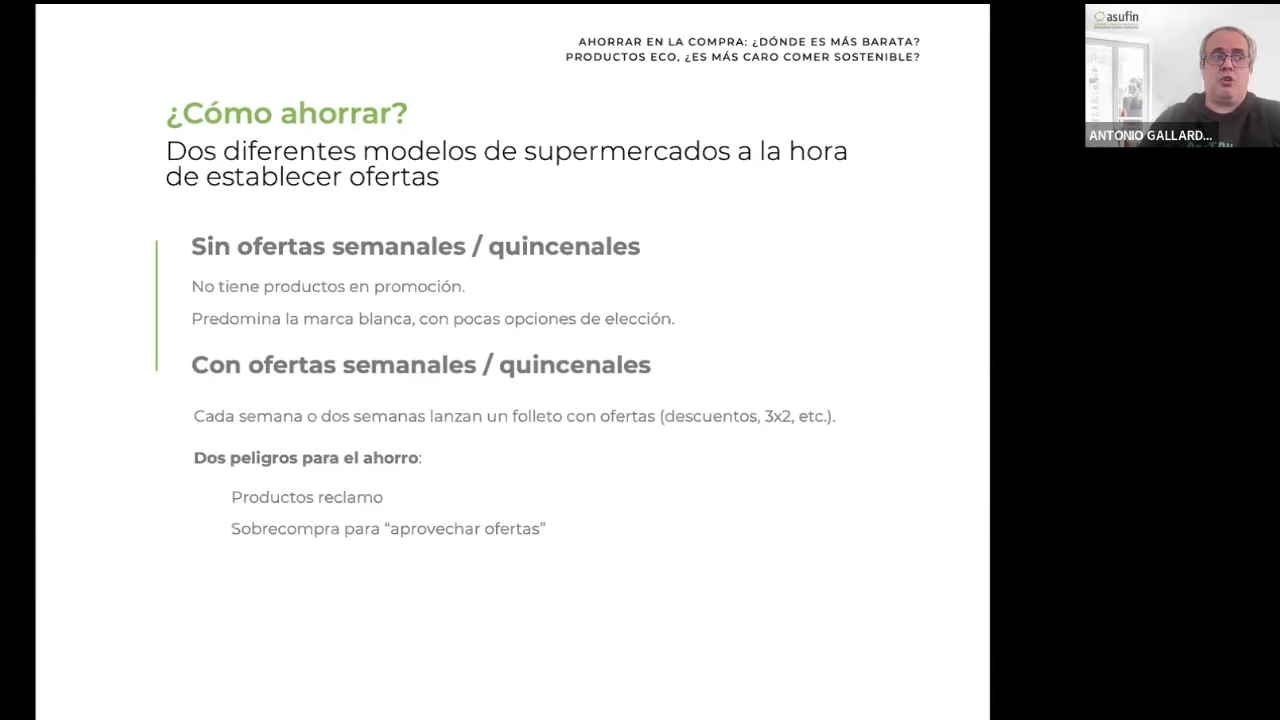 AHORRAR EN LA COMPRA: ¿DÓNDE ES MÁS BARATA?
PRODUCTOS ECO, ¿ES MÁS CARO COMER SOSTENIBLE?
¿Cómo ahorrar?
Dos diferentes modelos de supermercados a la hora
de establecer ofertas
Sin ofertas semanales / quincenales
No tiene productos en promoción.
Predomina la marca blanca, con pocas opciones de elección.
Con ofertas semanales / quincenales
Cada semana o dos semanas lanzan un folleto con ofertas (descuentos, 3x2, etc.).
Dos peligros para el ahorro:
Productos reclamo
Sobrecompra para “aprovechar ofertas”
asufin
ANTONIO GALLARD...